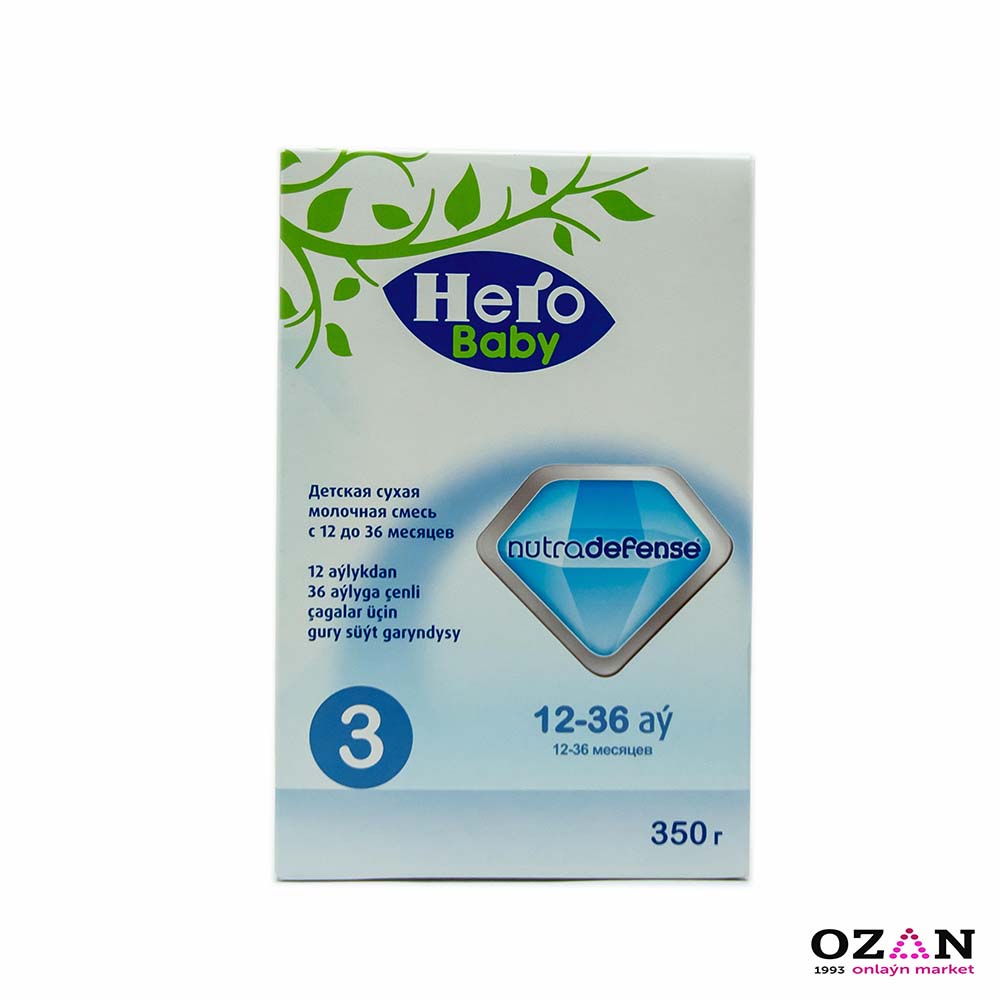 Hero
Baby
Детская сухая
молочная смесь
с 12 до 36 месяцев
12 aýlykdan
36 aýlyga çenli
çagalar üçin
gury süýt garyndysy
nutradefense®
3
12-36 aý
12-36 месяцев
350 г
OZAN
1993 onlaýn market